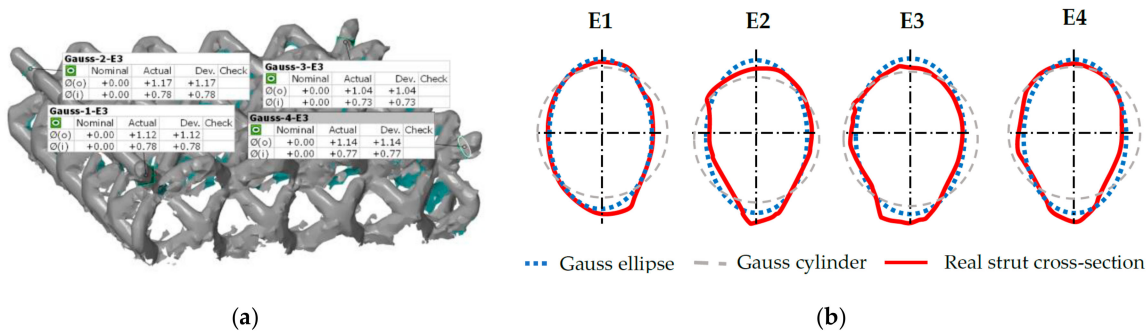 E1 E2 E3 E4
Gauss-2-E3
Nominal Actual Dev. Check
Ø(o) +0.00 +1.17 +1.17
Ø(i) +0.00 +0.78 +0.78
Gauss-3-E3
Nominal Actual Dev. Check
Ø(o) +0.00 +1.04 +1.04
Ø(i) +0.00 +0.73 +0.73
Gauss-1-E3
Nominal Actual Dev. Check
Ø(o) +0.00 +1.12 +1.12
Ø(i) +0.00 +0.78 +0.78
Gauss-4-E3
Nominal Actual Dev. Check
Ø(o) +0.00 +1.14 +1.14
Ø(i) +0.00 +0.77 +0.77
Gauss ellipse Gauss cylinder Real strut cross-section
(a) (b)